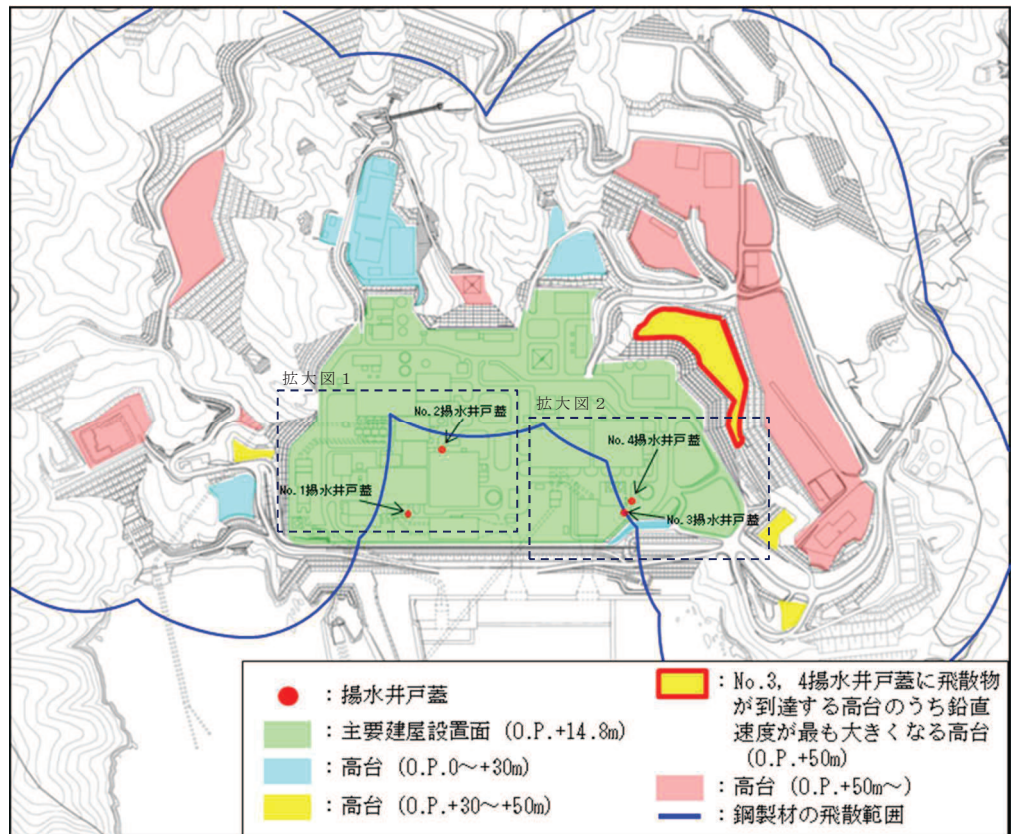 拡大図1
拡大図2
No.2揚水井戸蓋
No.4揚水井戸蓋
No.1揚水井戸蓋
No.3揚水井戸蓋
：揚水井戸蓋
：主要建屋設置面 (O.P.+14.8m)
：高台 (O.P.0～+30m)
：高台 (O.P.+30～+50m)
：No.3, 4揚水井戸蓋に飛散物
が到達する高台のうち鉛直
速度が最も大きくなる高台
(O.P.+50m)
：高台 (O.P.+50m～)
：鋼製材の飛散範囲